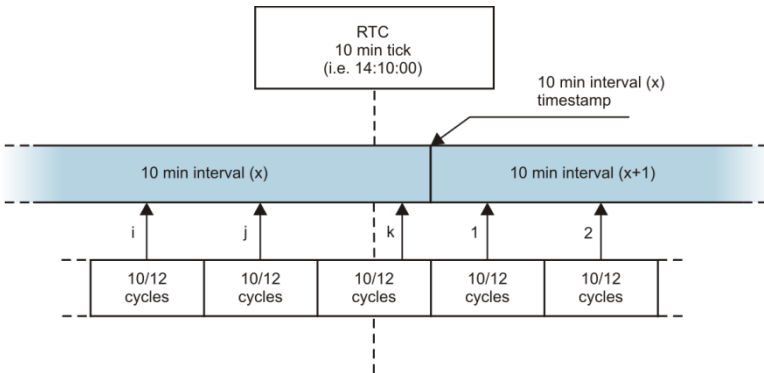 RTC
10 min tick
(i.e. 14:10:00)
10 min interval (x)
timestamp
10 min interval (x)
10 min interval (x+1)
i
j
k
1
2
10/12
cycles
10/12
cycles
10/12
cycles
10/12
cycles
10/12
cycles